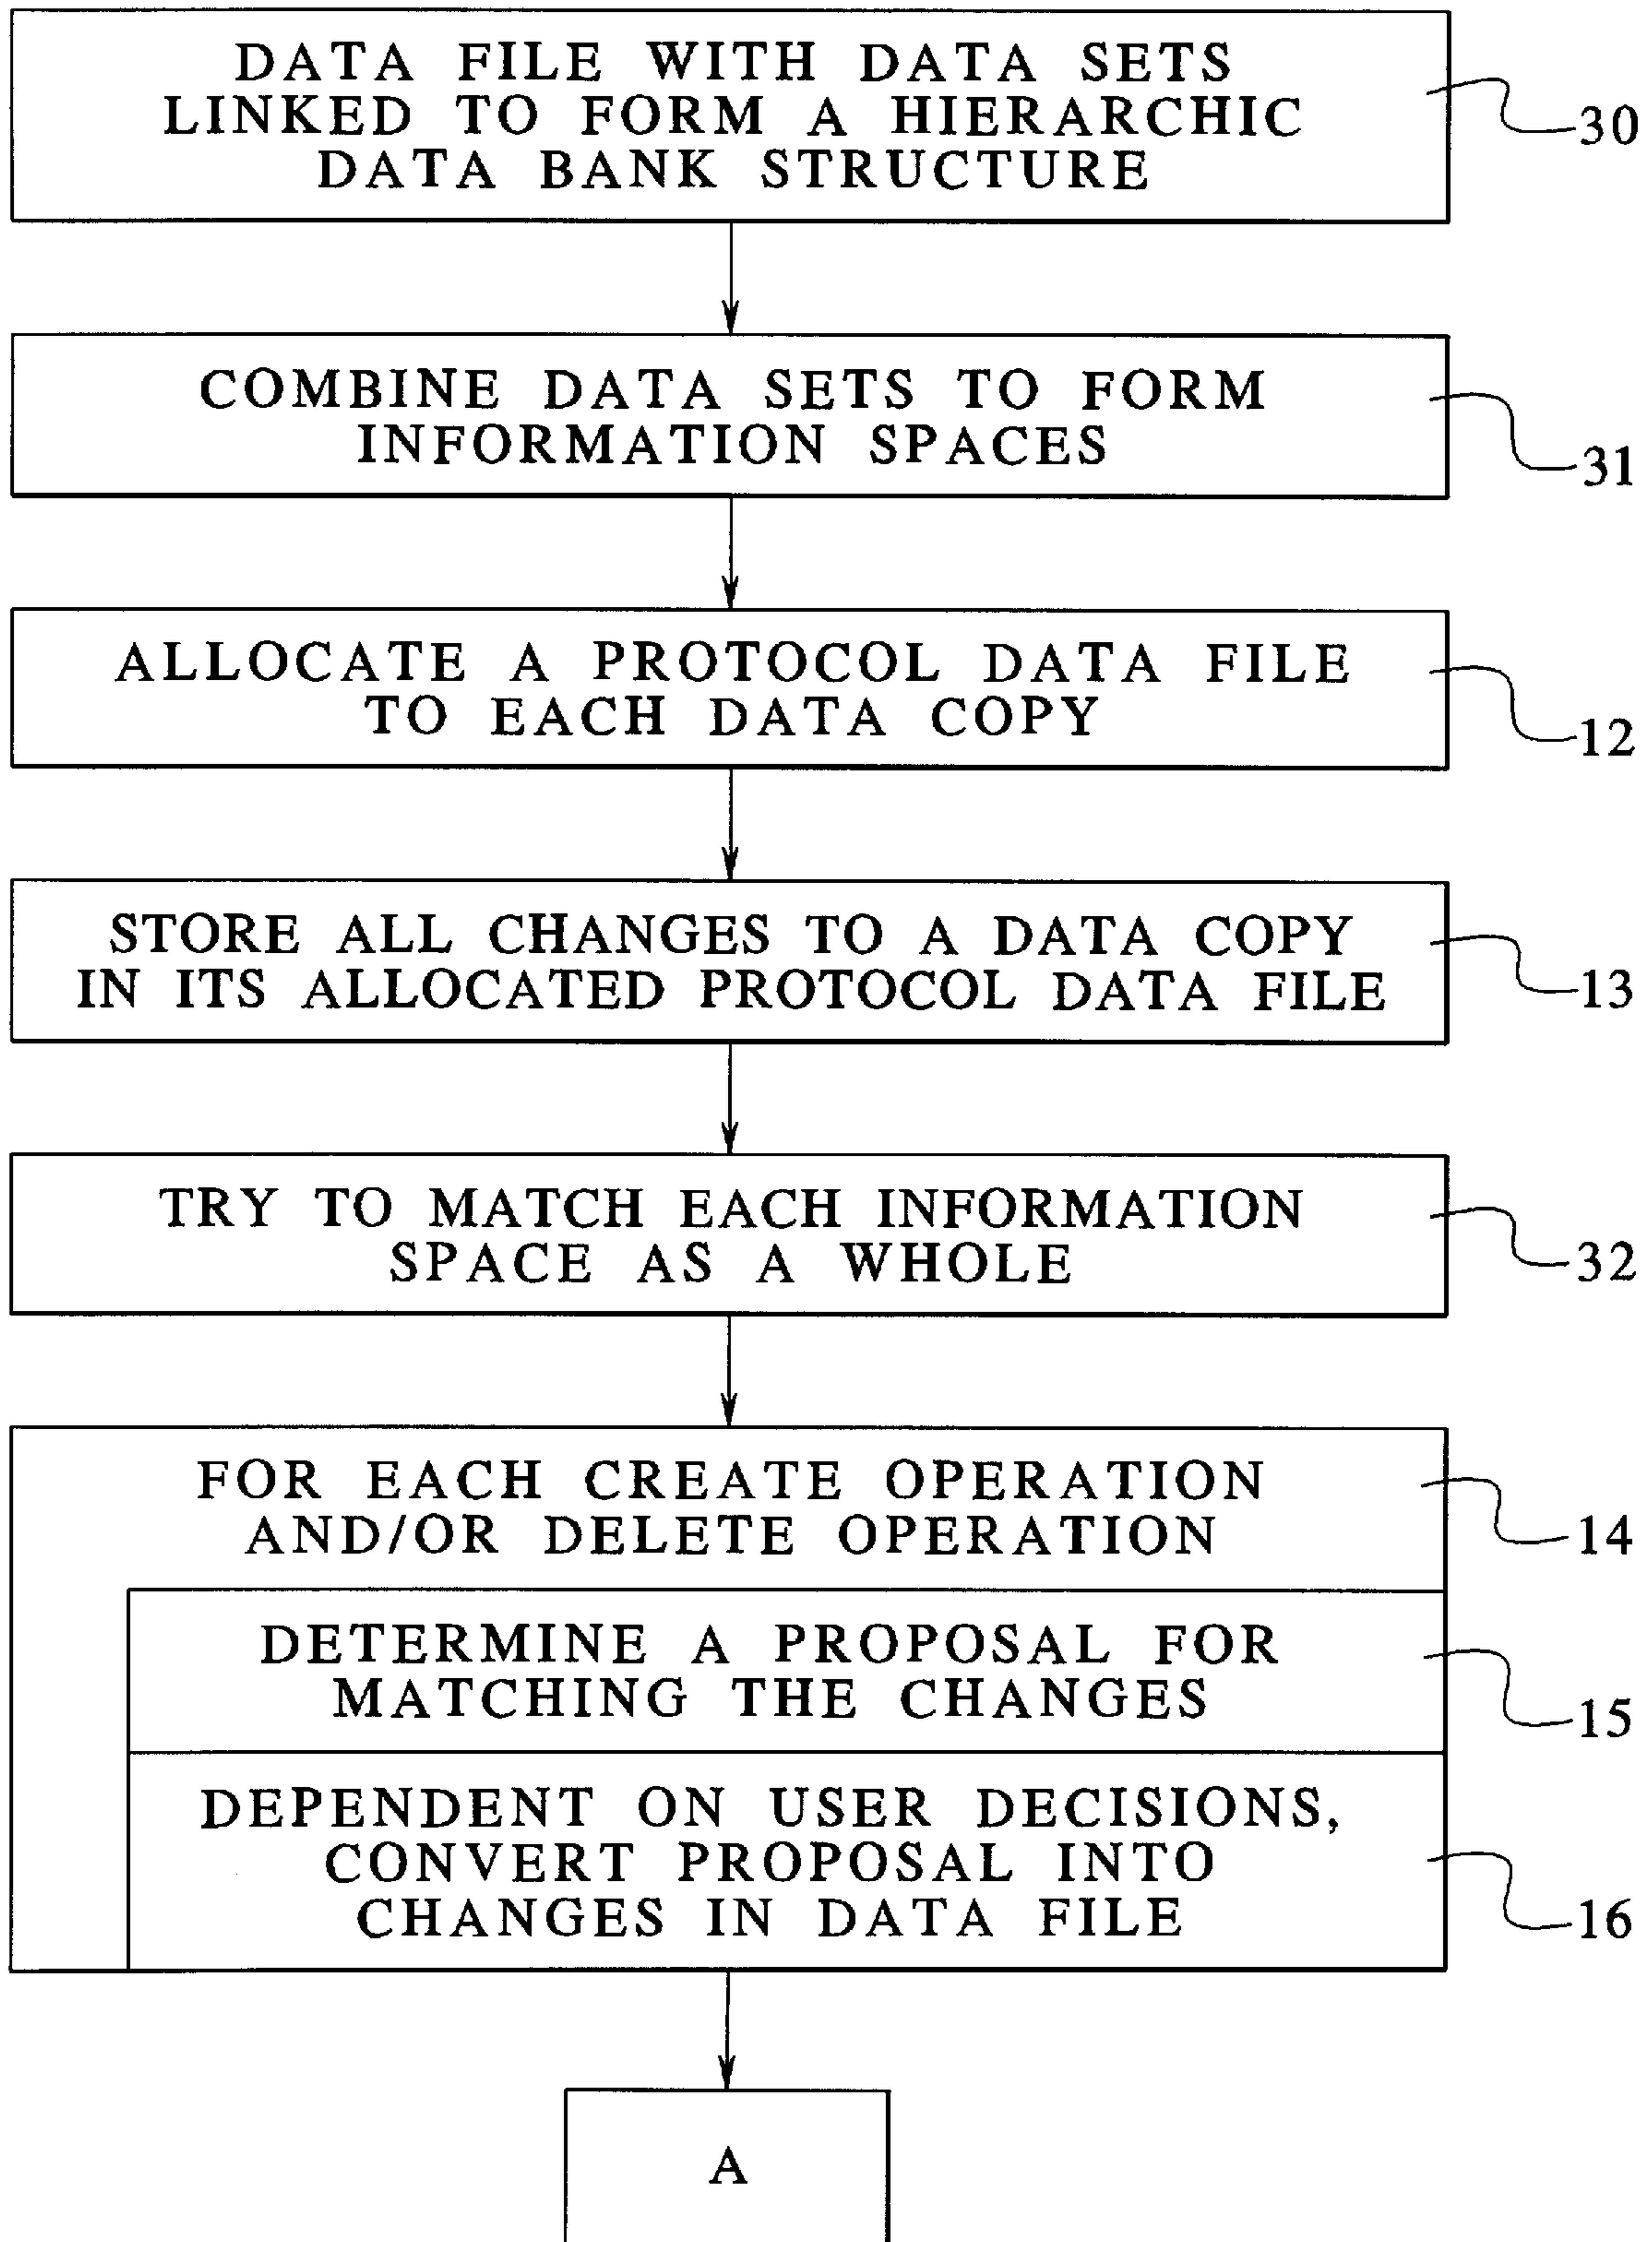 DATA FILE WITH DATA SETS
LINKED TO FORM A HIERARCHIC
DATA BANK STRUCTURE
30
COMBINE DATA SETS TO FORM
INFORMATION SPACES
31
ALLOCATE A PROTOCOL DATA FILE
TO EACH DATA COPY
12
STORE ALL CHANGES TO A DATA COPY
IN ITS ALLOCATED PROTOCOL DATA FILE
13
TRY TO MATCH EACH INFORMATION
SPACE AS A WHOLE
32
FOR EACH CREATE OPERATION
AND/OR DELETE OPERATION
14
DETERMINE A PROPOSAL FOR
MATCHING THE CHANGES
15
DEPENDENT ON USER DECISIONS,
CONVERT PROPOSAL INTO
CHANGES IN DATA FILE
16
A